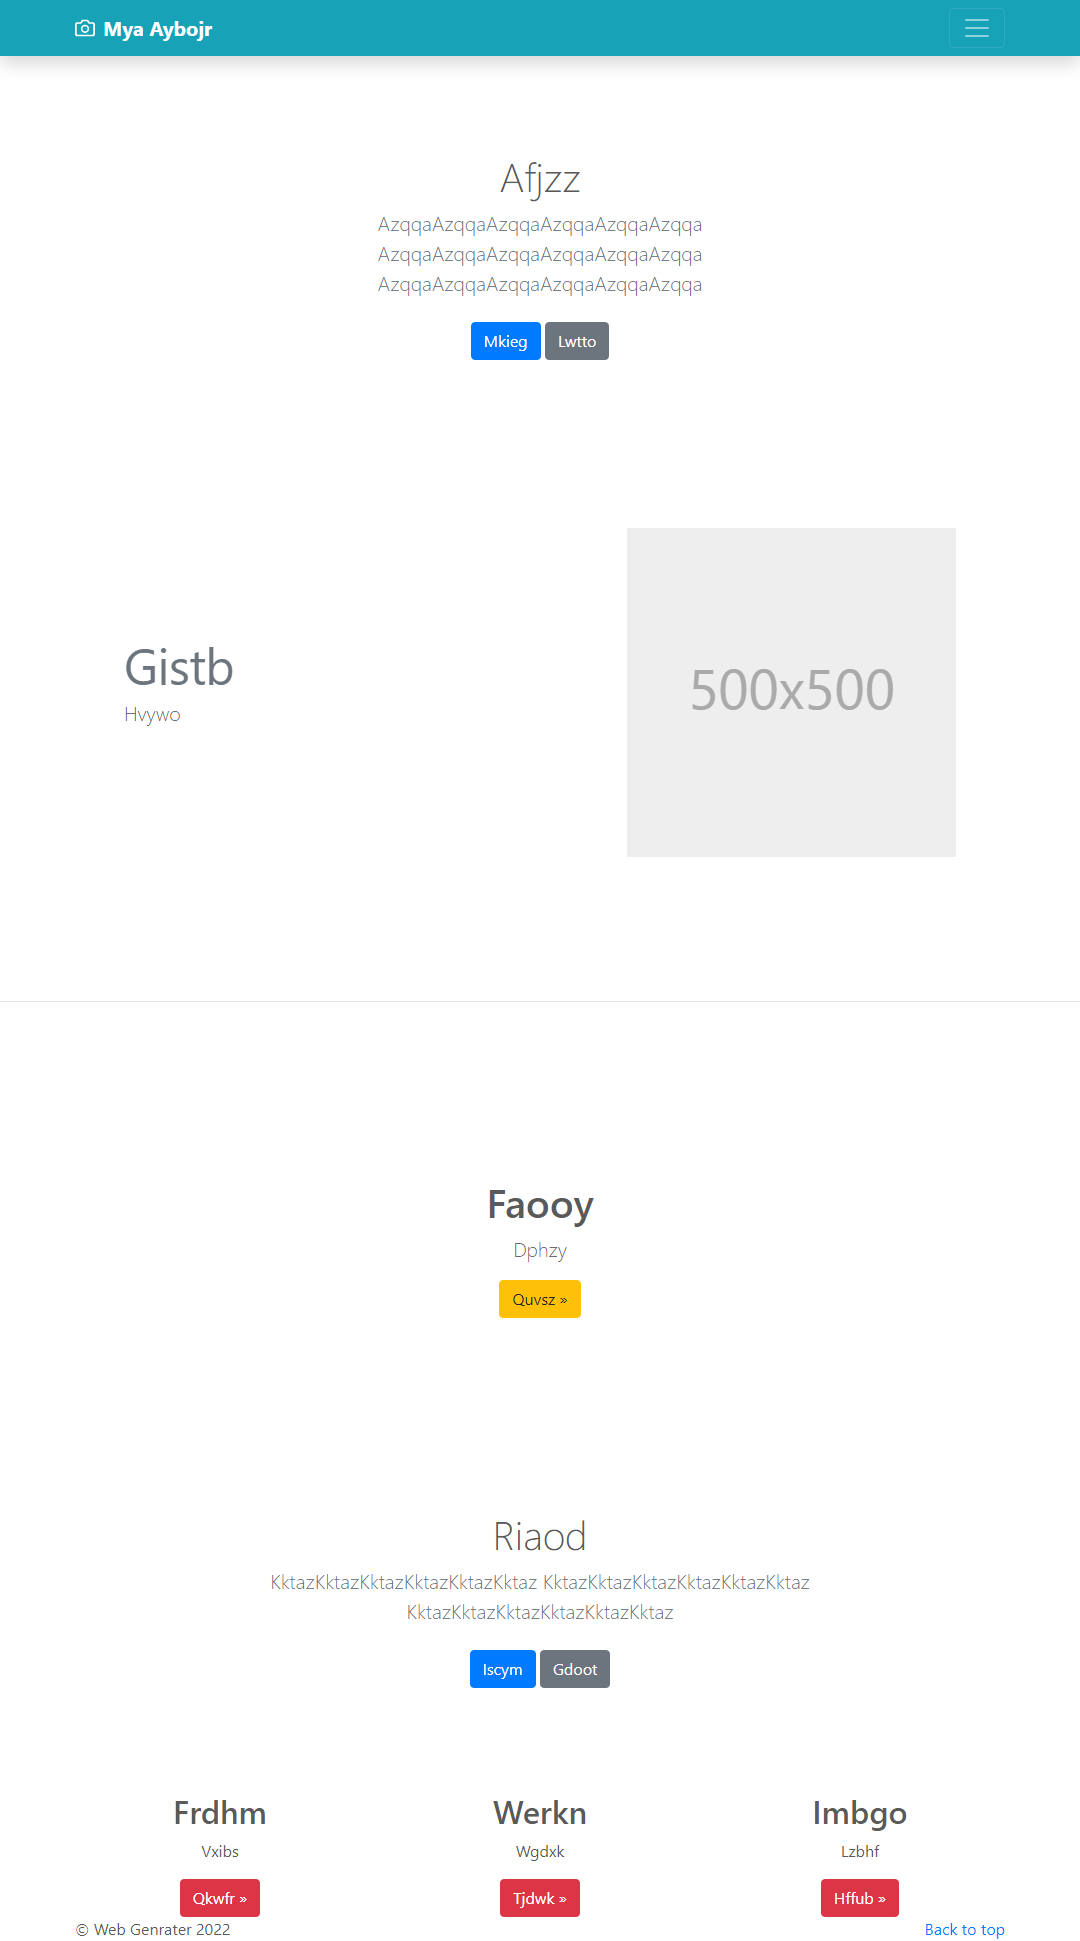 Mya Aybojr
Afjzz
AzqqaAzqqaAzqqaAzqqaAzqqaAzqqa
AzqqaAzqqaAzqqaAzqqaAzqqaAzqqa
AzqqaAzqqaAzqqaAzqqaAzqqaAzqqa
Mkieg Lwtto
Gistb
Hvywo
500x500
Faooy
Dphzy
Quvsz »
Riaod
KktazKktazKktazKktazKktazKktaz KktazKktazKktazKktazKktazKktaz
KktazKktazKktazKktazKktazKktaz
Iscym Gdoot
Frdhm Werkn Imbgo
Vxibs Wgdxk Lzbhf
Qkwfr » Tjdwk » Hffub »
© Web Genrater 2022 Back to top